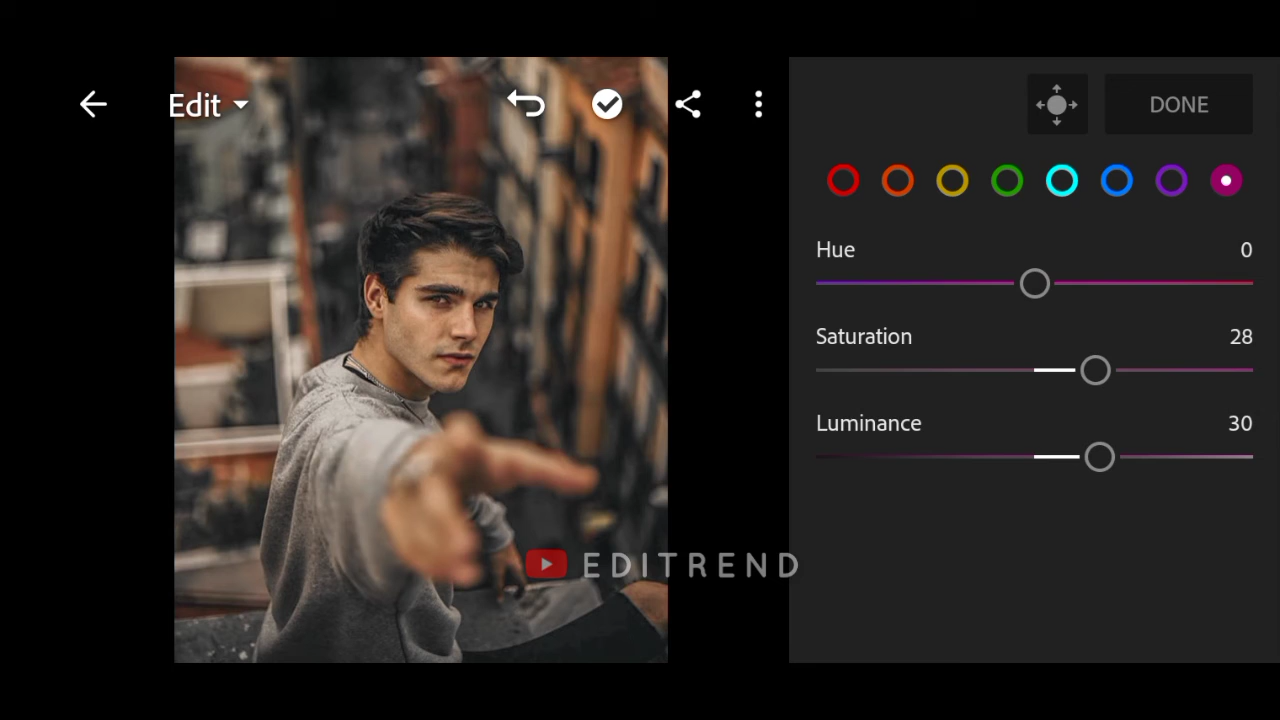 Edit
DONE
Hue 0
Saturation 28
Luminance 30
EDITREND